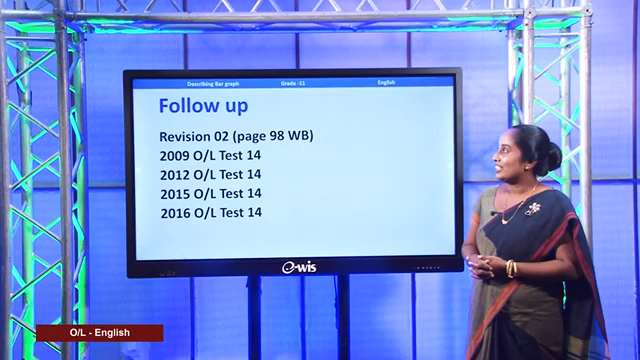 Describing Bar graph Grade -11 English
Follow up
Revision 02 (page 98 WB)
2009 O/L Test 14
2012 O/L Test 14
2015 O/L Test 14
2016 O/L Test 14
e-wis
O/L - English